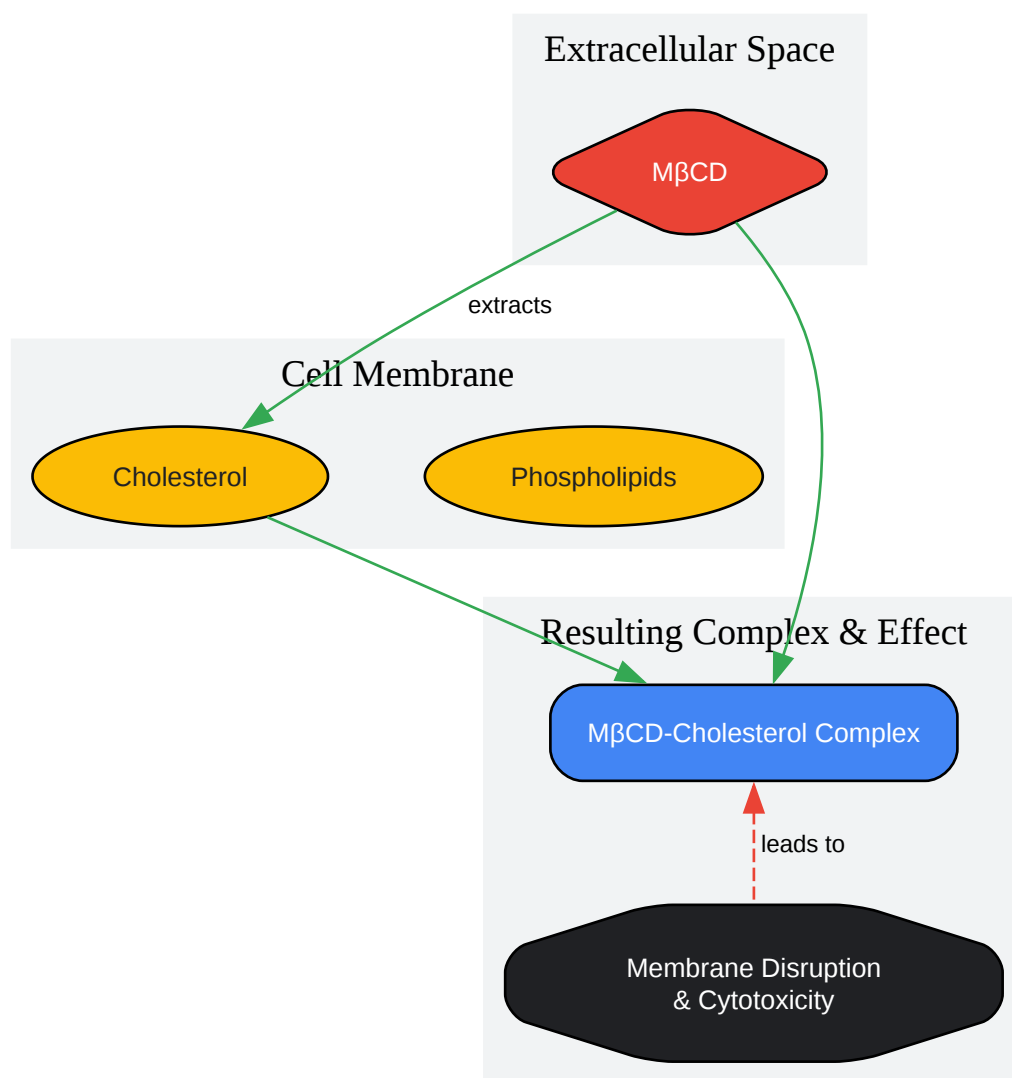 Extracellular Space
MβCD
extracts
Cell Membrane
Cholesterol
Phospholipids
Resulting Complex & Effect
MβCD-Cholesterol Complex
leads to
Membrane Disruption
& Cytotoxicity